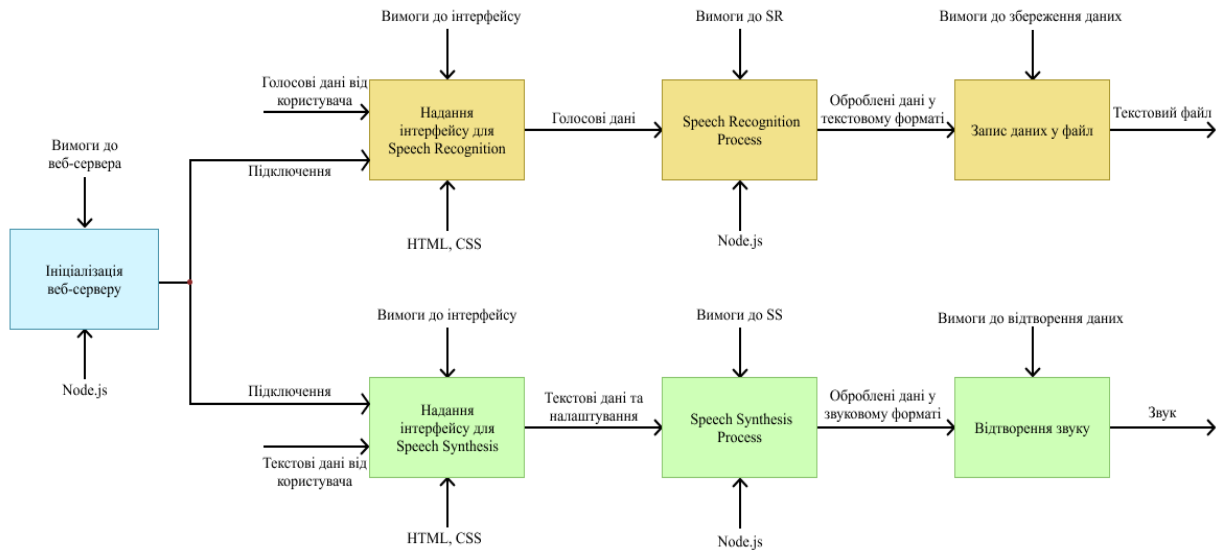 Вимоги до інтерфейсу
Вимоги до SR
Вимоги до збереження даних
Голосові дані від
користувача
Надання
інтерфейсу для
Speech Recognition
Голосові дані
Speech Recognition
Process
Оброблені дані у
текстовому форматі
Запис даних у файл
Текстовий файл
Вимоги до
веб-сервера
Підключення
HTML, CSS
Node.js
Ініціалізація
веб-серверу
Node.js
Вимоги до інтерфейсу
Вимоги до SS
Вимоги до відтворення даних
Підключення
Надання
інтерфейсу для
Speech Synthesis
Текстові дані та
налаштування
Speech Synthesis
Process
Оброблені дані у
звуковому форматі
Відтворення звуку
Звук
Текстові дані від
користувача
HTML, CSS
Node.js